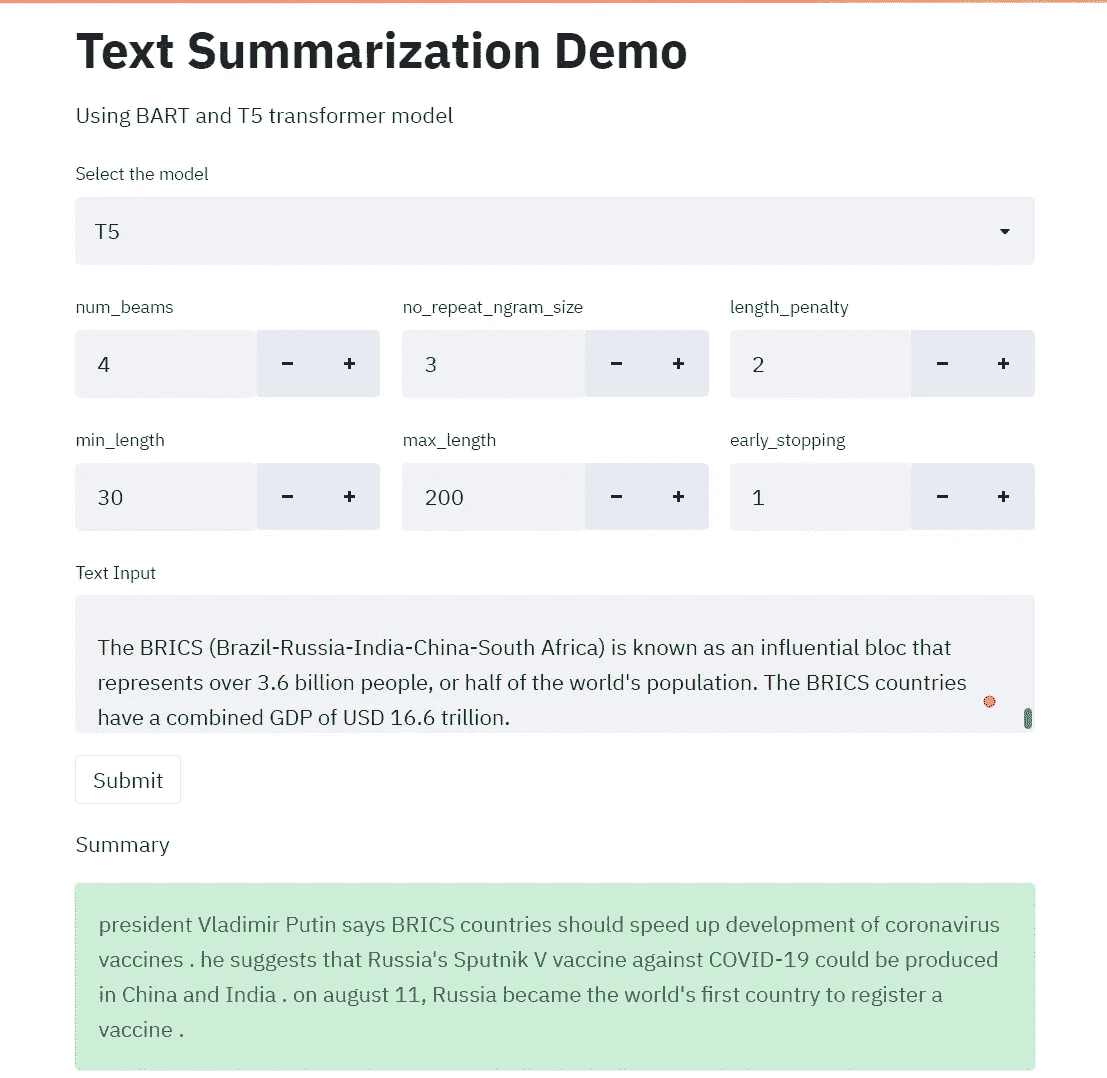 Text Summarization Demo
Using BART and T5 transformer model
Select the model
T5
num_beams no_repeat_ngram_size length_penalty
4 − + 3 − + 2 − +
min_length max_length early_stopping
30 − + 200 − + 1 − +
Text Input
The BRICS (Brazil-Russia-India-China-South Africa) is known as an influential bloc that
represents over 3.6 billion people, or half of the world's population. The BRICS countries
have a combined GDP of USD 16.6 trillion.
Submit
Summary
president Vladimir Putin says BRICS countries should speed up development of coronavirus
vaccines . he suggests that Russia's Sputnik V vaccine against COVID-19 could be produced
in China and India . on august 11, Russia became the world's first country to register a
vaccine .